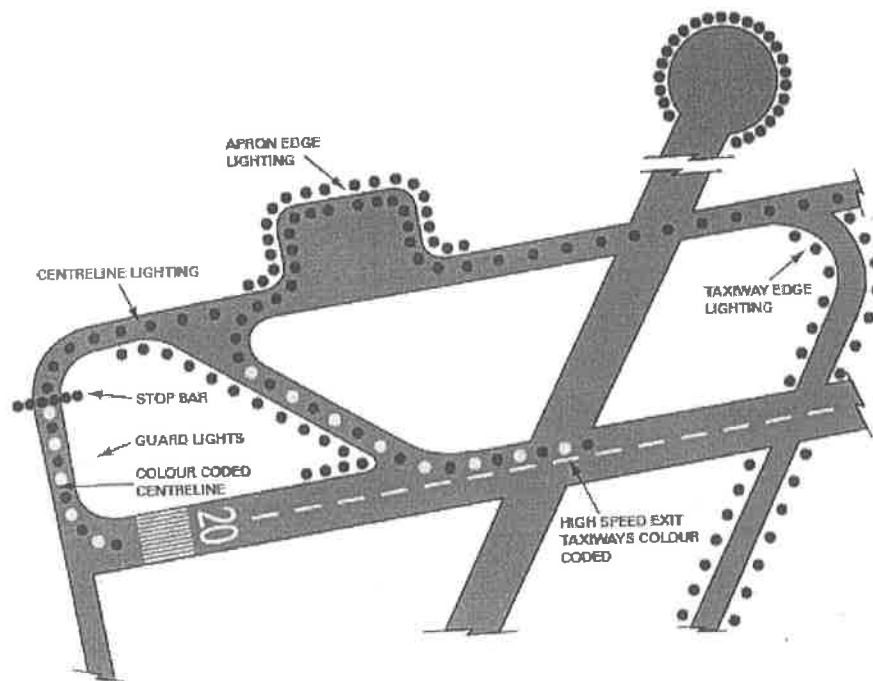 APRON EDGE
LIGHTING
CENTRELINE LIGHTING
TAXIWAY EDGE
LIGHTING
STOP BAR
GUARD LIGHTS
COLOUR CODED
CENTRELINE
20
HIGH SPEED EXIT
TAXIWAYS COLOUR
CODED